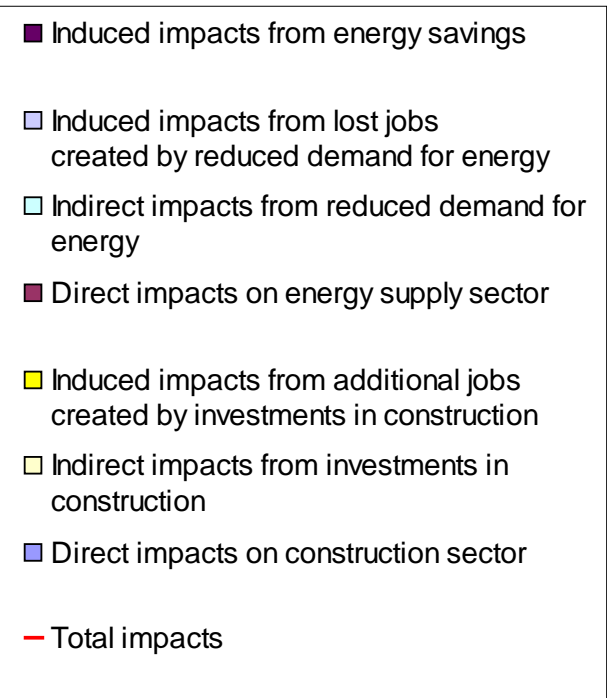 Induced impacts from energy savings
Induced impacts from lost jobs
created by reduced demand for energy
Indirect impacts from reduced demand for
energy
Direct impacts on energy supply sector
Induced impacts from additional jobs
created by investments in construction
Indirect impacts from investments in
construction
Direct impacts on construction sector
Total impacts